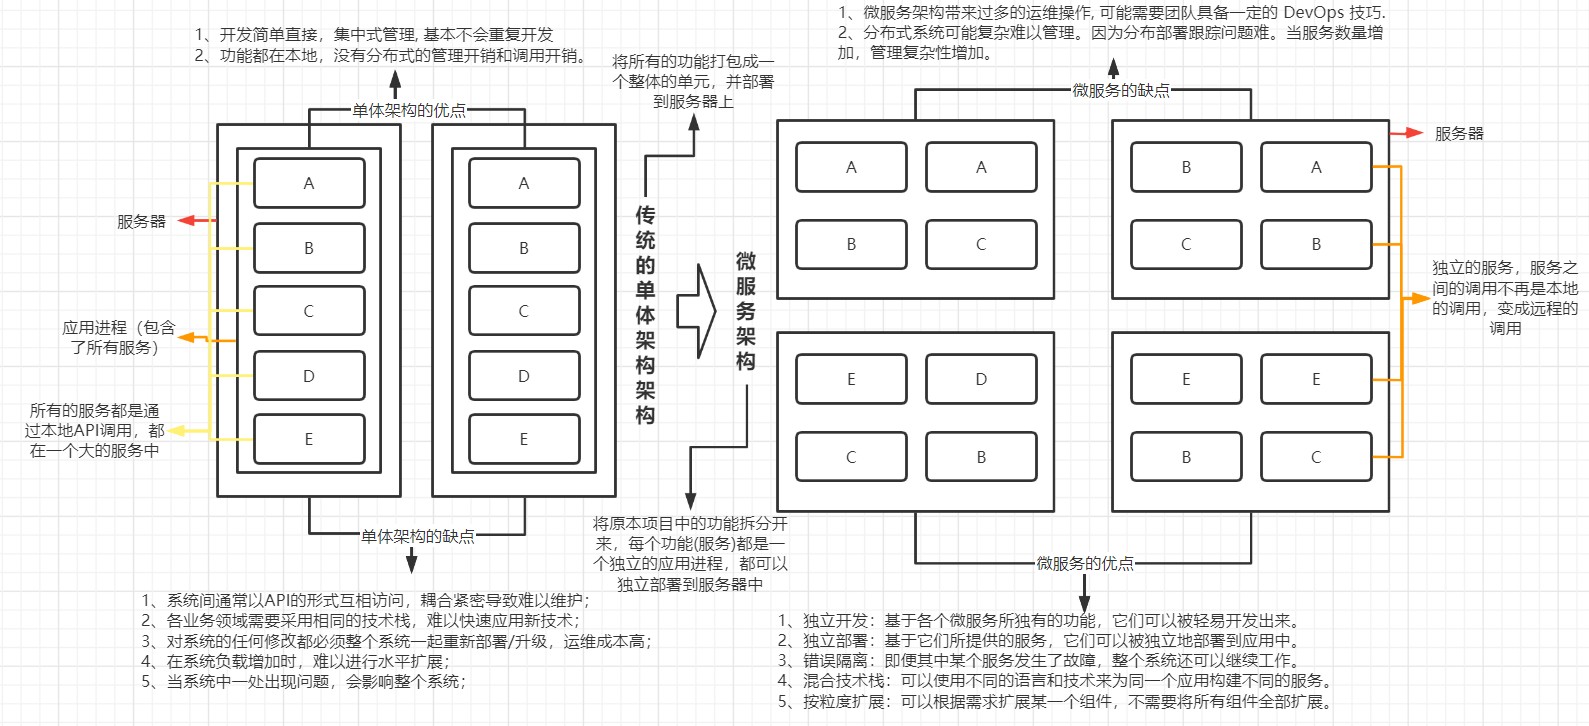 1、开发简单直接，集中式管理, 基本不会重复开发
2、功能都在本地，没有分布式的管理开销和调用开销。
单体架构的优点
A
B
C
D
E
A
B
C
D
E
服务器
应用进程（包含
了所有服务）
所有的服务都是通
过本地API调用，都
在一个大的服务中
单体架构的缺点
1、系统间通常以API的形式互相访问，耦合紧密导致难以维护；
2、各业务领域需要采用相同的技术栈，难以快速应用新技术；
3、对系统的任何修改都必须整个系统一起重新部署/升级，运维成本高；
4、在系统负载增加时，难以进行水平扩展；
5、当系统中一处出现问题，会影响整个系统；
将所有的功能打包成一
个整体的单元，并部署
到服务器上
传统的单体架构架构
微服务架构
将原本项目中的功能拆分开
来，每个功能(服务)都是一
个独立的应用进程，都可以
独立部署到服务器中
1、微服务架构带来过多的运维操作, 可能需要团队具备一定的 DevOps 技巧.
2、分布式系统可能复杂难以管理。因为分布部署跟踪问题难。当服务数量增
加，管理复杂性增加。
微服务的缺点
A
A
B
C
B
A
C
B
E
D
C
B
E
E
B
C
服务器
独立的服务，服务之
间的调用不再是本地
的调用，变成远程的
调用
微服务的优点
1、独立开发：基于各个微服务所独有的功能，它们可以被轻易开发出来。
2、独立部署：基于它们所提供的服务，它们可以被独立地部署到应用中。
3、错误隔离：即便其中某个服务发生了故障，整个系统还可以继续工作。
4、混合技术栈：可以使用不同的语言和技术来为同一个应用构建不同的服务。
5、按粒度扩展：可以根据需求扩展某一个组件，不需要将所有组件全部扩展。